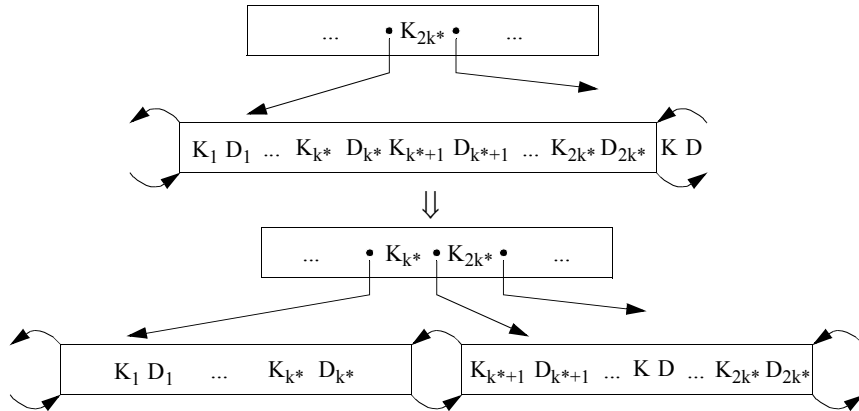 ... • K₂ₖ* • ...
K₁ D₁ ... Kₖ* Dₖ* Kₖ*₊₁ Dₖ*₊₁ ... K₂ₖ* D₂ₖ* K D
⇓
... • Kₖ* • K₂ₖ* • ...
K₁ D₁ ... Kₖ* Dₖ* Kₖ*₊₁ Dₖ*₊₁ ... K D ... K₂ₖ* D₂ₖ*